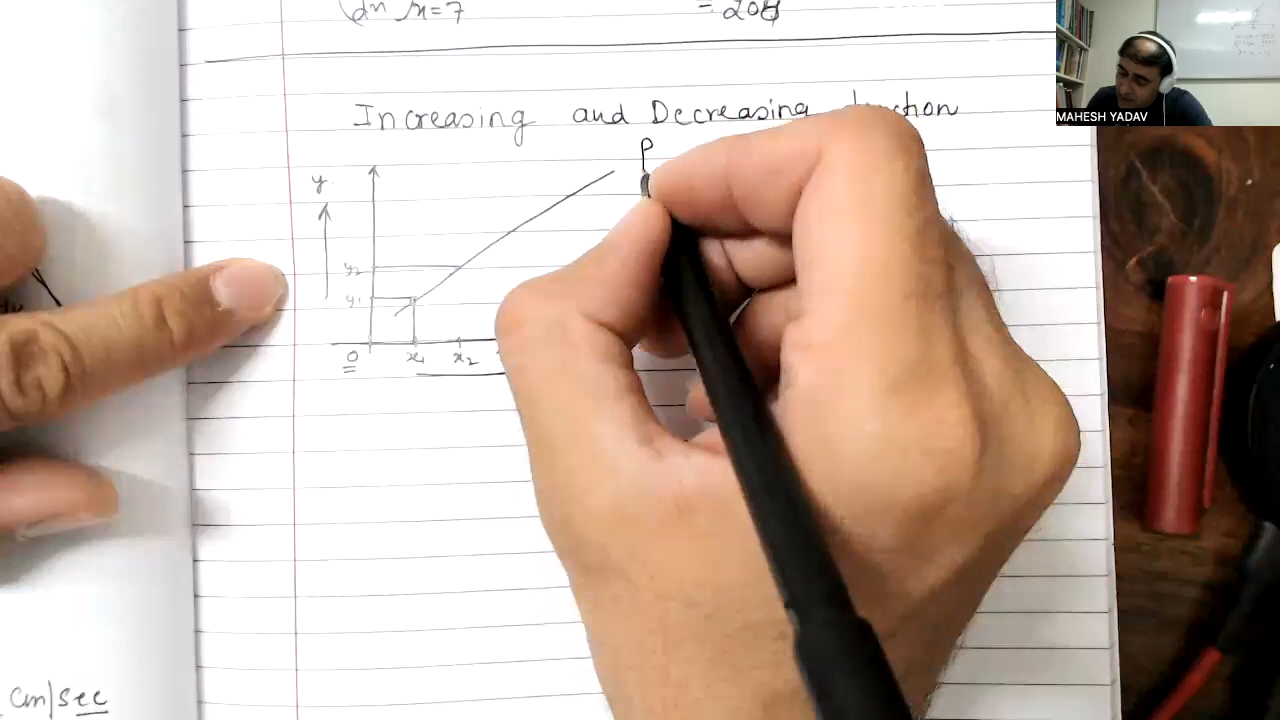 x=7
= 208
MAHESH YADAV
Increasing and Decreasing
P
y
y₂
y₁
0 x₁ x₂
cm/sec